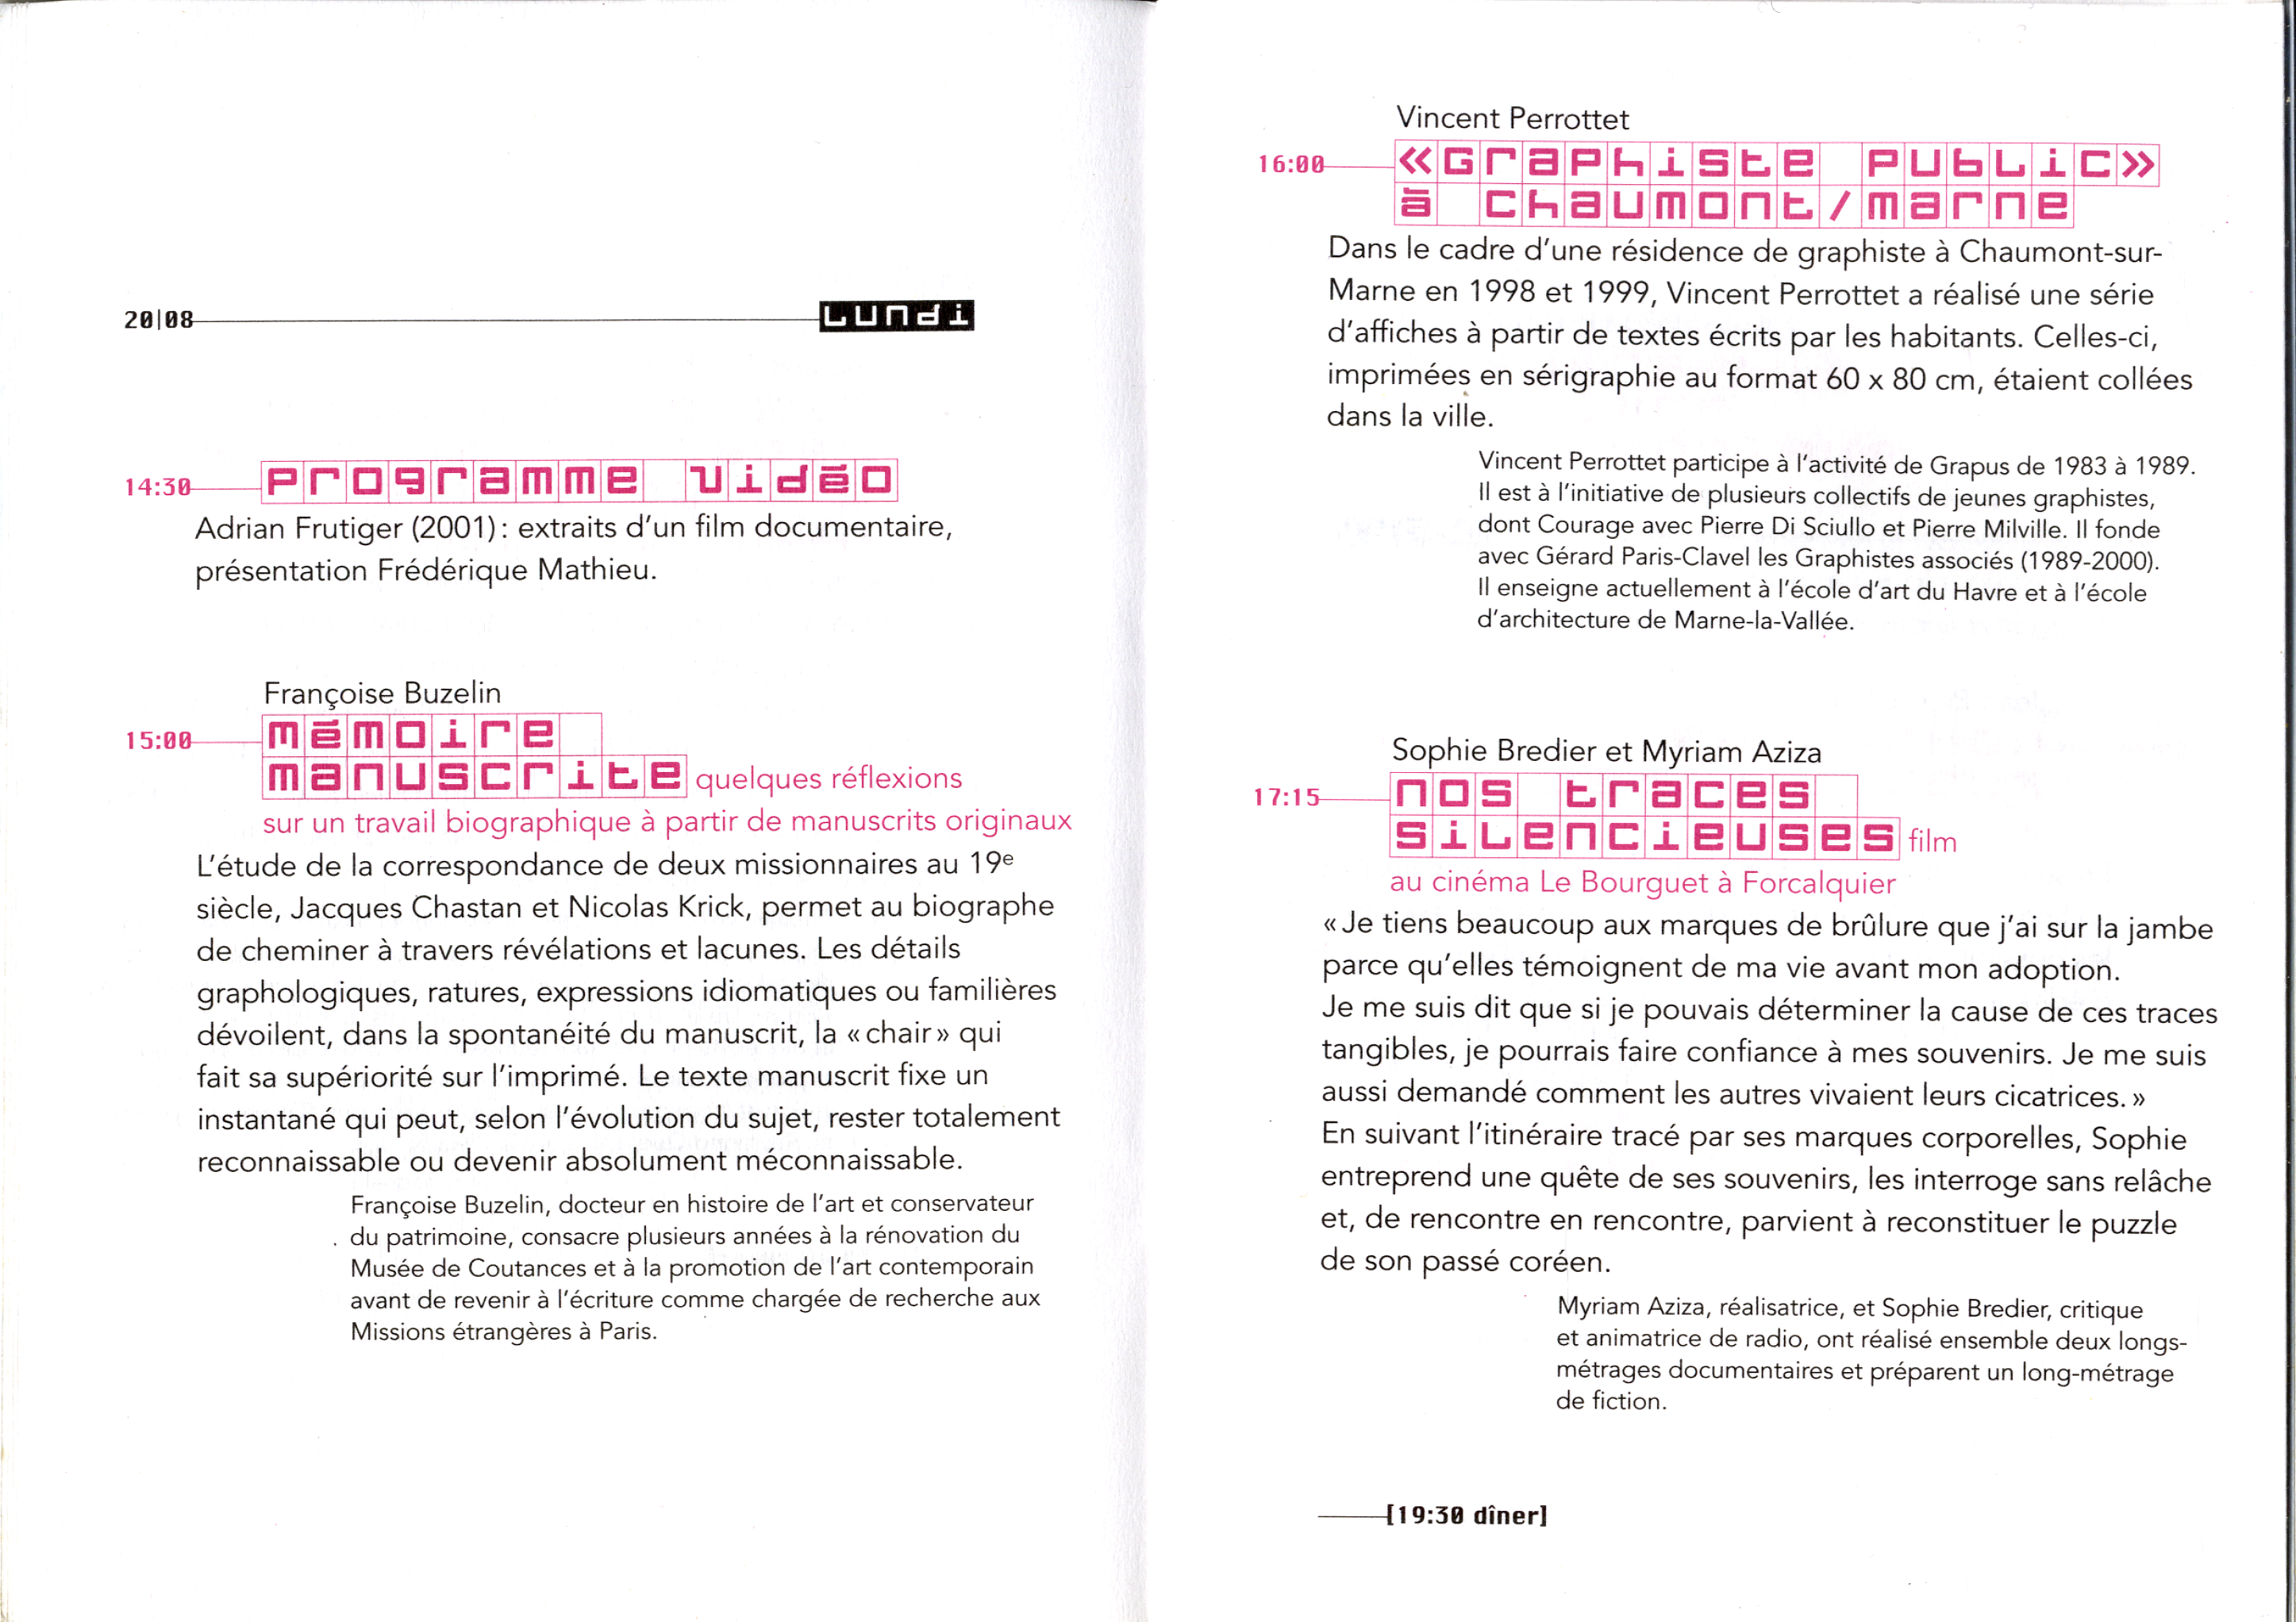 20|08 Lundi
14:30 programme vidéo
Adrian Frutiger (2001) : extraits d'un film documentaire,
présentation Frédérique Mathieu.
Françoise Buzelin
15:00 mémoire
manuscrite quelques réflexions
sur un travail biographique à partir de manuscrits originaux
L'étude de la correspondance de deux missionnaires au 19e
siècle, Jacques Chastan et Nicolas Krick, permet au biographe
de cheminer à travers révélations et lacunes. Les détails
graphologiques, ratures, expressions idiomatiques ou familières
dévoilent, dans la spontanéité du manuscrit, la « chair » qui
fait sa supériorité sur l'imprimé. Le texte manuscrit fixe un
instantané qui peut, selon l'évolution du sujet, rester totalement
reconnaissable ou devenir absolument méconnaissable.
Françoise Buzelin, docteur en histoire de l'art et conservateur
du patrimoine, consacre plusieurs années à la rénovation du
Musée de Coutances et à la promotion de l'art contemporain
avant de revenir à l'écriture comme chargée de recherche aux
Missions étrangères à Paris.
Vincent Perrottet
16:00 «Graphiste public»
à chaumont/marne
Dans le cadre d'une résidence de graphiste à Chaumont-sur-
Marne en 1998 et 1999, Vincent Perrottet a réalisé une série
d'affiches à partir de textes écrits par les habitants. Celles-ci,
imprimées en sérigraphie au format 60 x 80 cm, étaient collées
dans la ville.
Vincent Perrottet participe à l'activité de Grapus de 1983 à 1989.
Il est à l'initiative de plusieurs collectifs de jeunes graphistes,
dont Courage avec Pierre Di Sciullo et Pierre Milville. Il fonde
avec Gérard Paris-Clavel les Graphistes associés (1989-2000).
Il enseigne actuellement à l'école d'art du Havre et à l'école
d'architecture de Marne-la-Vallée.
Sophie Bredier et Myriam Aziza
17:15 nos traces
silencieuses film
au cinéma Le Bourguet à Forcalquier
« Je tiens beaucoup aux marques de brûlure que j'ai sur la jambe
parce qu'elles témoignent de ma vie avant mon adoption.
Je me suis dit que si je pouvais déterminer la cause de ces traces
tangibles, je pourrais faire confiance à mes souvenirs. Je me suis
aussi demandé comment les autres vivaient leurs cicatrices. »
En suivant l'itinéraire tracé par ses marques corporelles, Sophie
entreprend une quête de ses souvenirs, les interroge sans relâche
et, de rencontre en rencontre, parvient à reconstituer le puzzle
de son passé coréen.
Myriam Aziza, réalisatrice, et Sophie Bredier, critique
et animatrice de radio, ont réalisé ensemble deux longs-
métrages documentaires et préparent un long-métrage
de fiction.
[19:30 dîner]